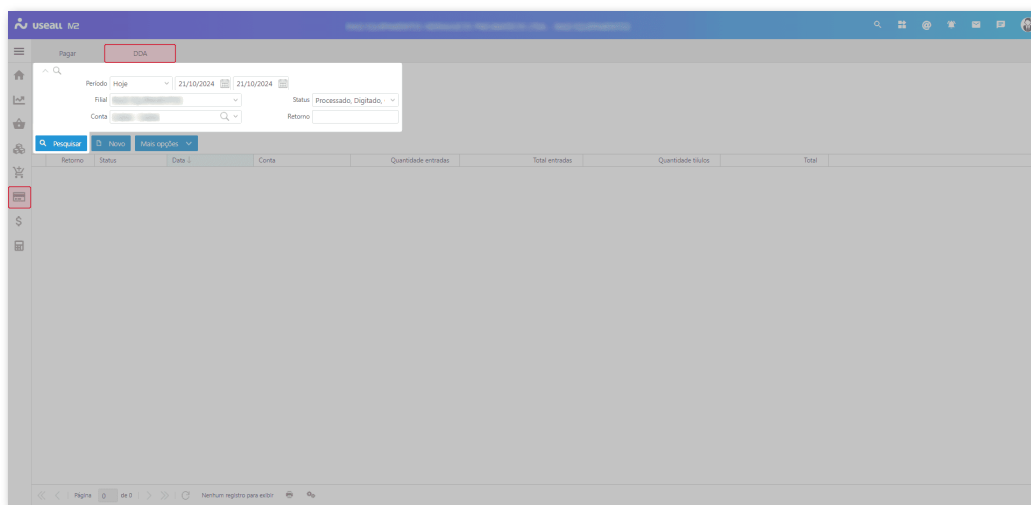 useall M2
Pagar DDA
Período Hoje 21/10/2024 21/10/2024
Filial Status Processado, Digitado,
Conta Retorno
Pesquisar Novo Mais opções
Retorno Status Data ↓ Conta Quantidade entradas Total entradas Quantidade títulos Total
Página 0 de 0 Nenhum registro para exibir